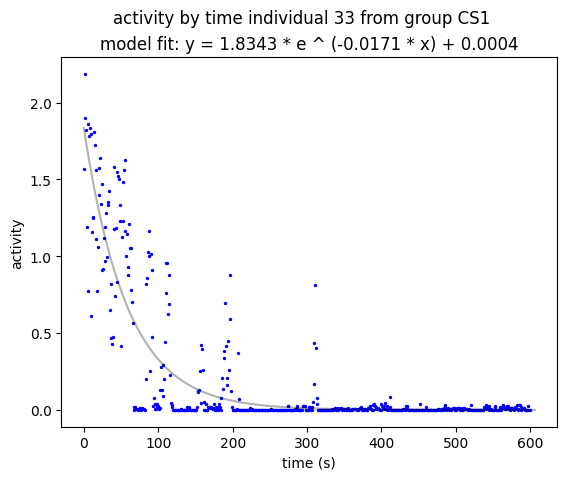 activity by time individual 33 from group CS1
model fit: y = 1.8343 * e ^ (-0.0171 * x) + 0.0004
2.0
1.5
1.0
0.5
0.0
activity
0 100 200 300 400 500 600
time (s)